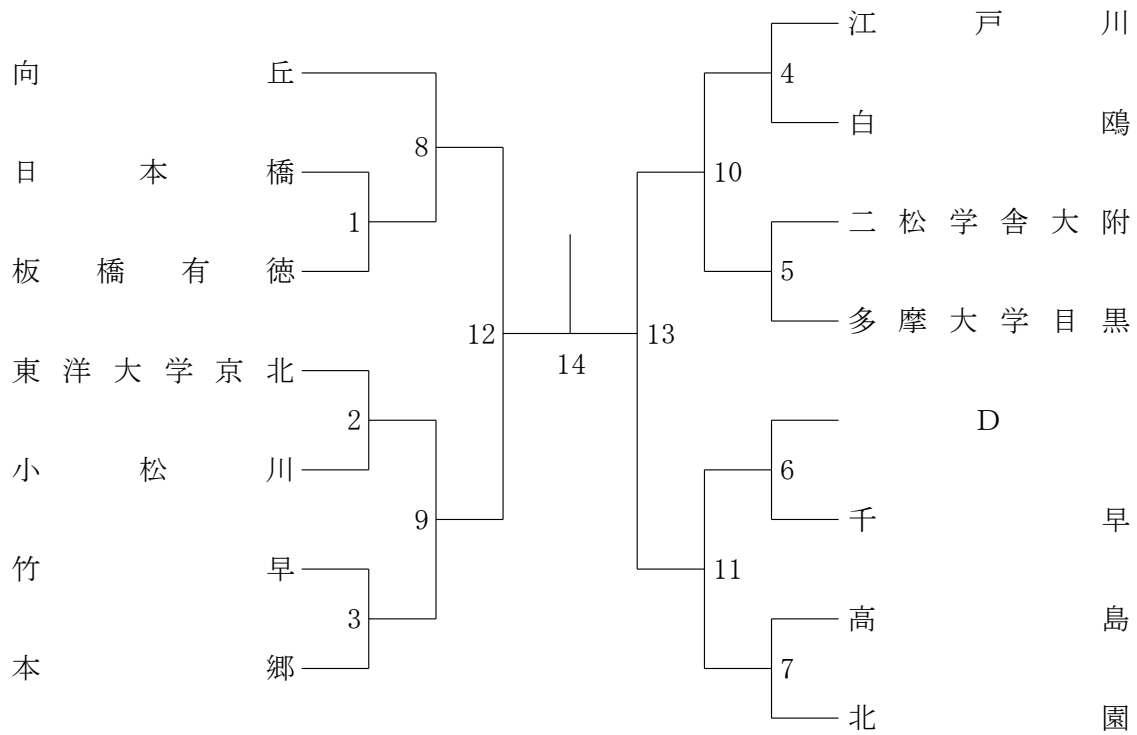 向丘
日本橋
板橋有徳
東洋大学京北
小松川
竹早
本郷
8
1
2
9
3
12
14
13
10
4
5
11
6
7
江戸川
白鴎
二松学舎大附
多摩大学目黒
D
千早
高島
北園